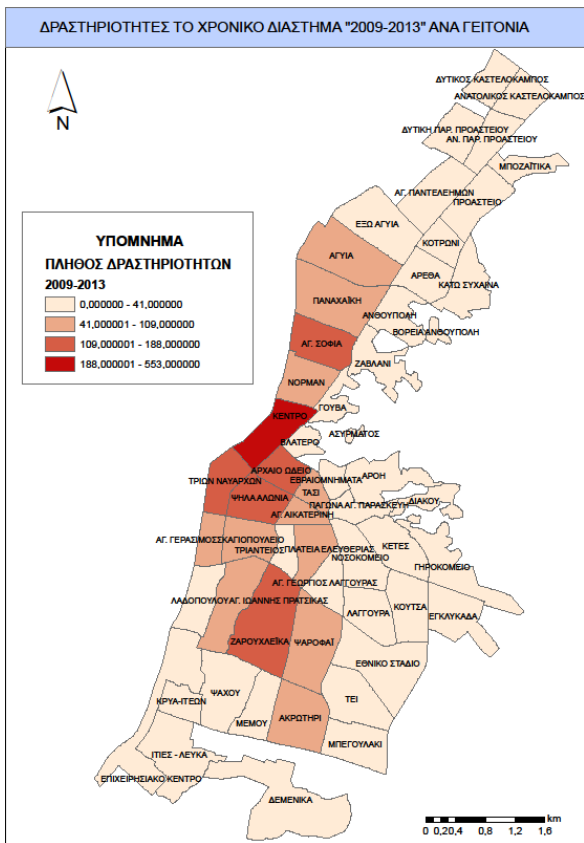 ΔΡΑΣΤΗΡΙΟΤΗΤΕΣ ΤΟ ΧΡΟΝΙΚΟ ΔΙΑΣΤΗΜΑ "2009-2013" ΑΝΑ ΓΕΙΤΟΝΙΑ
N
ΥΠΟΜΝΗΜΑ
ΠΛΗΘΟΣ ΔΡΑΣΤΗΡΙΟΤΗΤΩΝ
2009-2013
0,000000 - 41,000000
41,000001 - 109,000000
109,000001 - 188,000000
188,000001 - 553,000000
ΔΥΤΙΚΟΣ ΚΑΣΤΕΛΟΚΑΜΠΟΣ
ΑΝΑΤΟΛΙΚΟΣ ΚΑΣΤΕΛΟΚΑΜΠΟΣ
ΔΥΤΙΚΗ ΠΑΡ. ΠΡΟΑΣΤΕΙΟΥ
ΑΝ. ΠΑΡ. ΠΡΟΑΣΤΕΙΟΥ
ΜΠΟΖΑΪΤΙΚΑ
ΑΓ. ΠΑΝΤΕΛΕΗΜΩΝ
ΠΡΟΑΣΤΕΙΟ
ΕΞΩ ΑΓΥΙΑ
ΚΟΤΡΩΝΙ
ΑΓΥΙΑ
ΑΡΕΘΑ
ΚΑΤΩ ΣΥΧΑΙΝΑ
ΠΑΝΑΧΑΪΚΗ
ΑΝΘΟΥΠΟΛΗ
ΒΟΡΕΙΑ ΑΝΘΟΥΠΟΛΗ
ΑΓ. ΣΟΦΙΑ
ΖΑΒΛΑΝΙ
ΝΟΡΜΑΝ
ΓΟΥΒΑ
ΚΕΝΤΡΟ
ΑΣΥΡΜΑΤΟΣ
ΒΛΑΤΕΡΟ
ΑΡΧΑΙΟ ΩΔΕΙΟ
ΑΡΟΗ
ΕΒΡΑΙΟΜΝΗΜΑΤΑ
ΤΡΙΩΝ ΝΑΥΑΡΧΩΝ
ΤΑΣΙ
ΨΗΛΑ ΑΛΩΝΙΑ
ΔΙΑΚΟΥ
ΠΑΓΩΝΑ
ΑΓ. ΠΑΡΑΣΚΕΥΗ
ΑΓ. ΑΙΚΑΤΕΡΙΝΗ
ΑΓ. ΓΕΡΑΣΙΜΟΣ
ΣΚΑΓΙΟΠΟΥΛΕΙΟ
ΤΡΙΑΝΤΕΙΟΣ
ΠΛΑΤΕΙΑ ΕΛΕΥΘΕΡΙΑΣ
ΚΕΤΕΣ
ΝΟΣΟΚΟΜΕΙΟ
ΓΗΡΟΚΟΜΕΙΟ
ΑΓ. ΓΕΩΡΓΙΟΣ ΛΑΓΓΟΥΡΑΣ
ΛΑΔΟΠΟΥΛΟΥ
ΑΓ. ΙΩΑΝΝΗΣ ΠΡΑΤΣΙΚΑΣ
ΛΑΓΓΟΥΡΑ
ΚΟΥΤΣΑ
ΕΓΛΥΚΑΔΑ
ΖΑΡΟΥΧΛΕΪΚΑ
ΨΑΡΟΦΑΪ
ΕΘΝΙΚΟ ΣΤΑΔΙΟ
ΨΑΧΟΥ
ΚΡΥΑ-ΙΤΕΩΝ
ΤΕΙ
ΜΕΜΟΥ
ΑΚΡΩΤΗΡΙ
ΜΠΕΓΟΥΛΑΚΙ
ΙΤΙΕΣ - ΛΕΥΚΑ
ΕΠΙΧΕΙΡΗΣΙΑΚΟ ΚΕΝΤΡΟ
ΔΕΜΕΝΙΚΑ
km
0 0,20,4 0,8 1,2 1,6